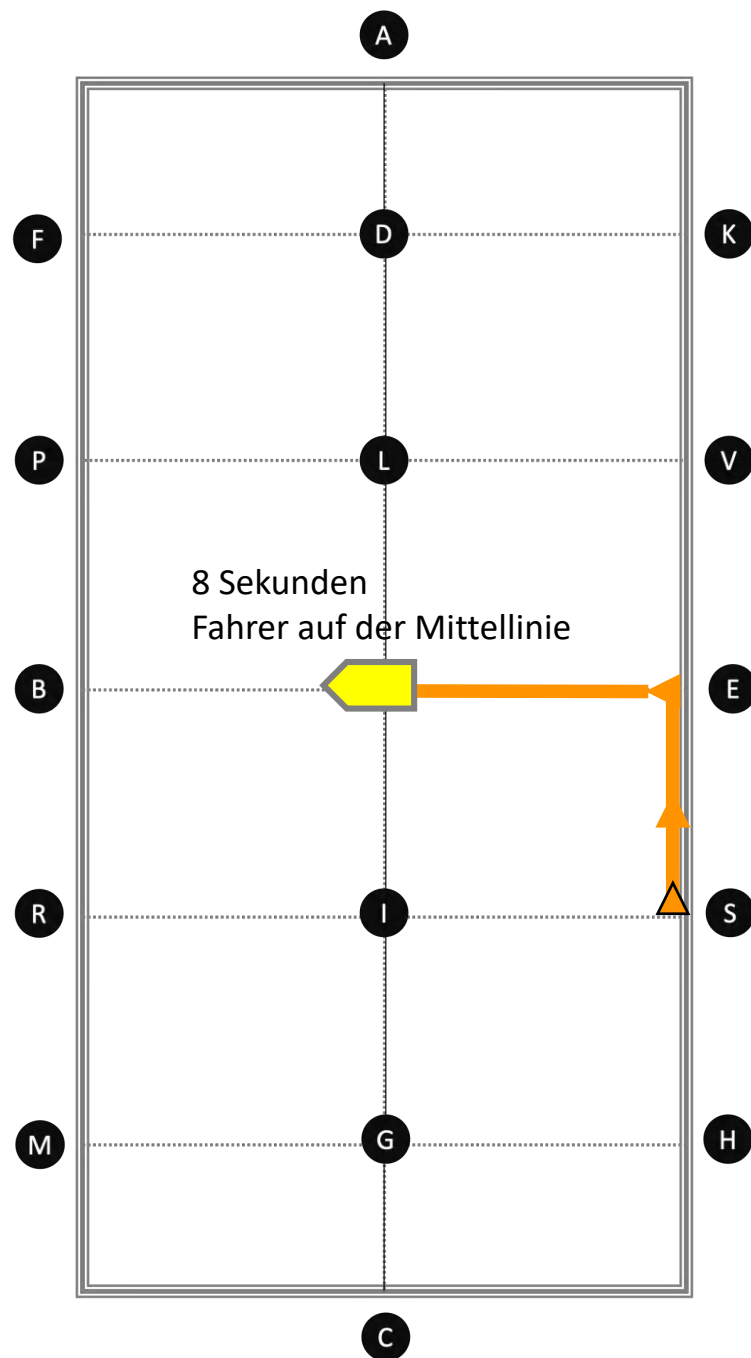 A
F D K
P L V
8 Sekunden
Fahrer auf der Mittellinie
B E
R I S
M G H
C